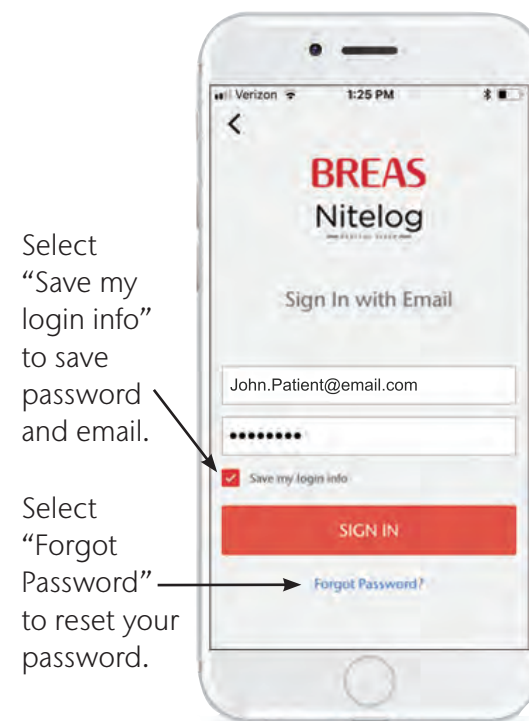 Verizon 1:25 PM
BREAS
Nitelog
Sign In with Email
John.Patient@email.com
Save my login info
SIGN IN
Forgot Password?
Select
“Save my
login info”
to save
password
and email.
Select
“Forgot
Password”
to reset your
password.